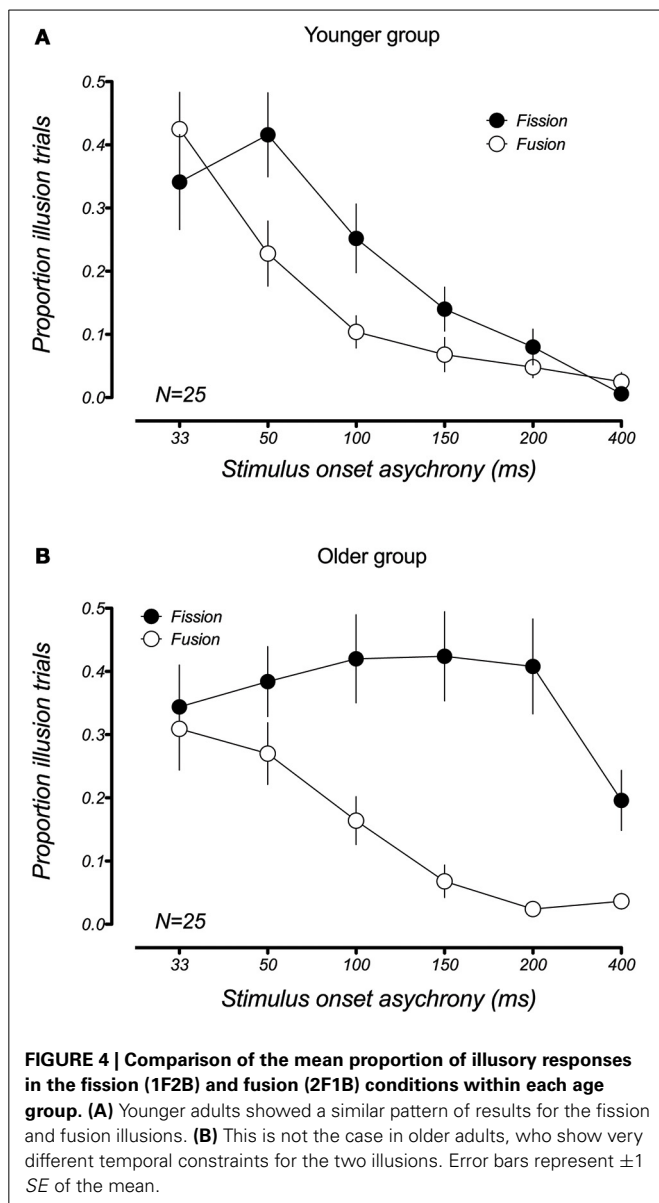 A
Younger group
0.5
0.4
0.3
0.2
0.1
0.0
Proportion illusion trials
Fission
Fusion
N=25
33 50 100 150 200 400
Stimulus onset asychrony (ms)
B
Older group
0.5
0.4
0.3
0.2
0.1
0.0
Proportion illusion trials
Fission
Fusion
N=25
33 50 100 150 200 400
Stimulus onset asychrony (ms)
FIGURE 4 | Comparison of the mean proportion of illusory responses
in the fission (1F2B) and fusion (2F1B) conditions within each age
group. (A) Younger adults showed a similar pattern of results for the fission
and fusion illusions. (B) This is not the case in older adults, who show very
different temporal constraints for the two illusions. Error bars represent ±1
SE of the mean.